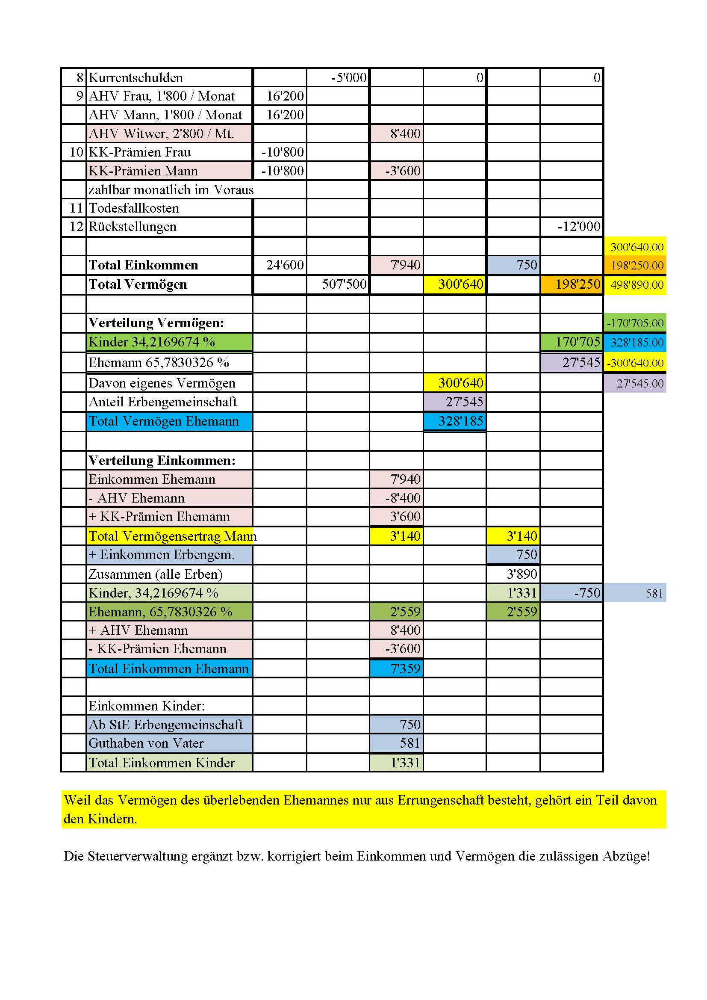 8 Kurrentschulden -5'000 0 0
9 AHV Frau, 1'800 / Monat 16'200
AHV Mann, 1'800 / Monat 16'200
AHV Witwer, 2'800 / Mt. 8'400
10 KK-Prämien Frau -10'800
KK-Prämien Mann -10'800 -3'600
zahlbar monatlich im Voraus
11 Todesfallkosten
12 Rückstellungen -12'000
300'640.00
Total Einkommen 24'600 7'940 750 198'250.00
Total Vermögen 507'500 300'640 198'250 498'890.00
Verteilung Vermögen: -170'705.00
Kinder 34,2169674 % 170'705 328'185.00
Ehemann 65,7830326 % 27'545 -300'640.00
Davon eigenes Vermögen 300'640 27'545.00
Anteil Erbengemeinschaft 27'545
Total Vermögen Ehemann 328'185
Verteilung Einkommen:
Einkommen Ehemann 7'940
- AHV Ehemann -8'400
+ KK-Prämien Ehemann 3'600
Total Vermögensertrag Mann 3'140 3'140
+ Einkommen Erbengem. 750
Zusammen (alle Erben) 3'890
Kinder, 34,2169674 % 1'331 -750 581
Ehemann, 65,7830326 % 2'559 2'559
+ AHV Ehemann 8'400
- KK-Prämien Ehemann -3'600
Total Einkommen Ehemann 7'359
Einkommen Kinder:
Ab StE Erbengemeinschaft 750
Guthaben von Vater 581
Total Einkommen Kinder 1'331
Weil das Vermögen des überlebenden Ehemannes nur aus Errungenschaft besteht, gehört ein Teil davon
den Kindern.
Die Steuerverwaltung ergänzt bzw. korrigiert beim Einkommen und Vermögen die zulässigen Abzüge!